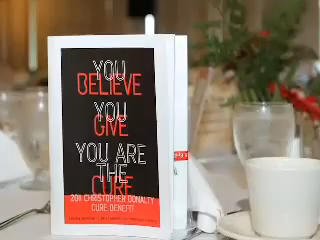 YOU
BELIEVE
YOU
GIVE
YOU ARE
THE
CURE
2011 CHRISTOPHER DONALTY
CURE BENEFIT